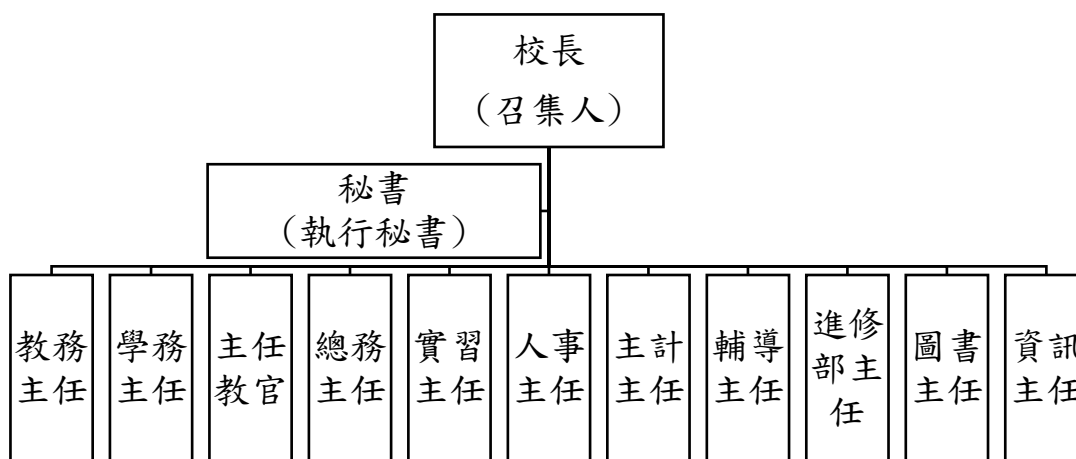 校長
（召集人）
秘書
（執行秘書）
教務
主任
學務
主任
主任
教官
總務
主任
實習
主任
人事
主任
主計
主任
輔導
主任
進修
部主
任
圖書
主任
資訊
主任